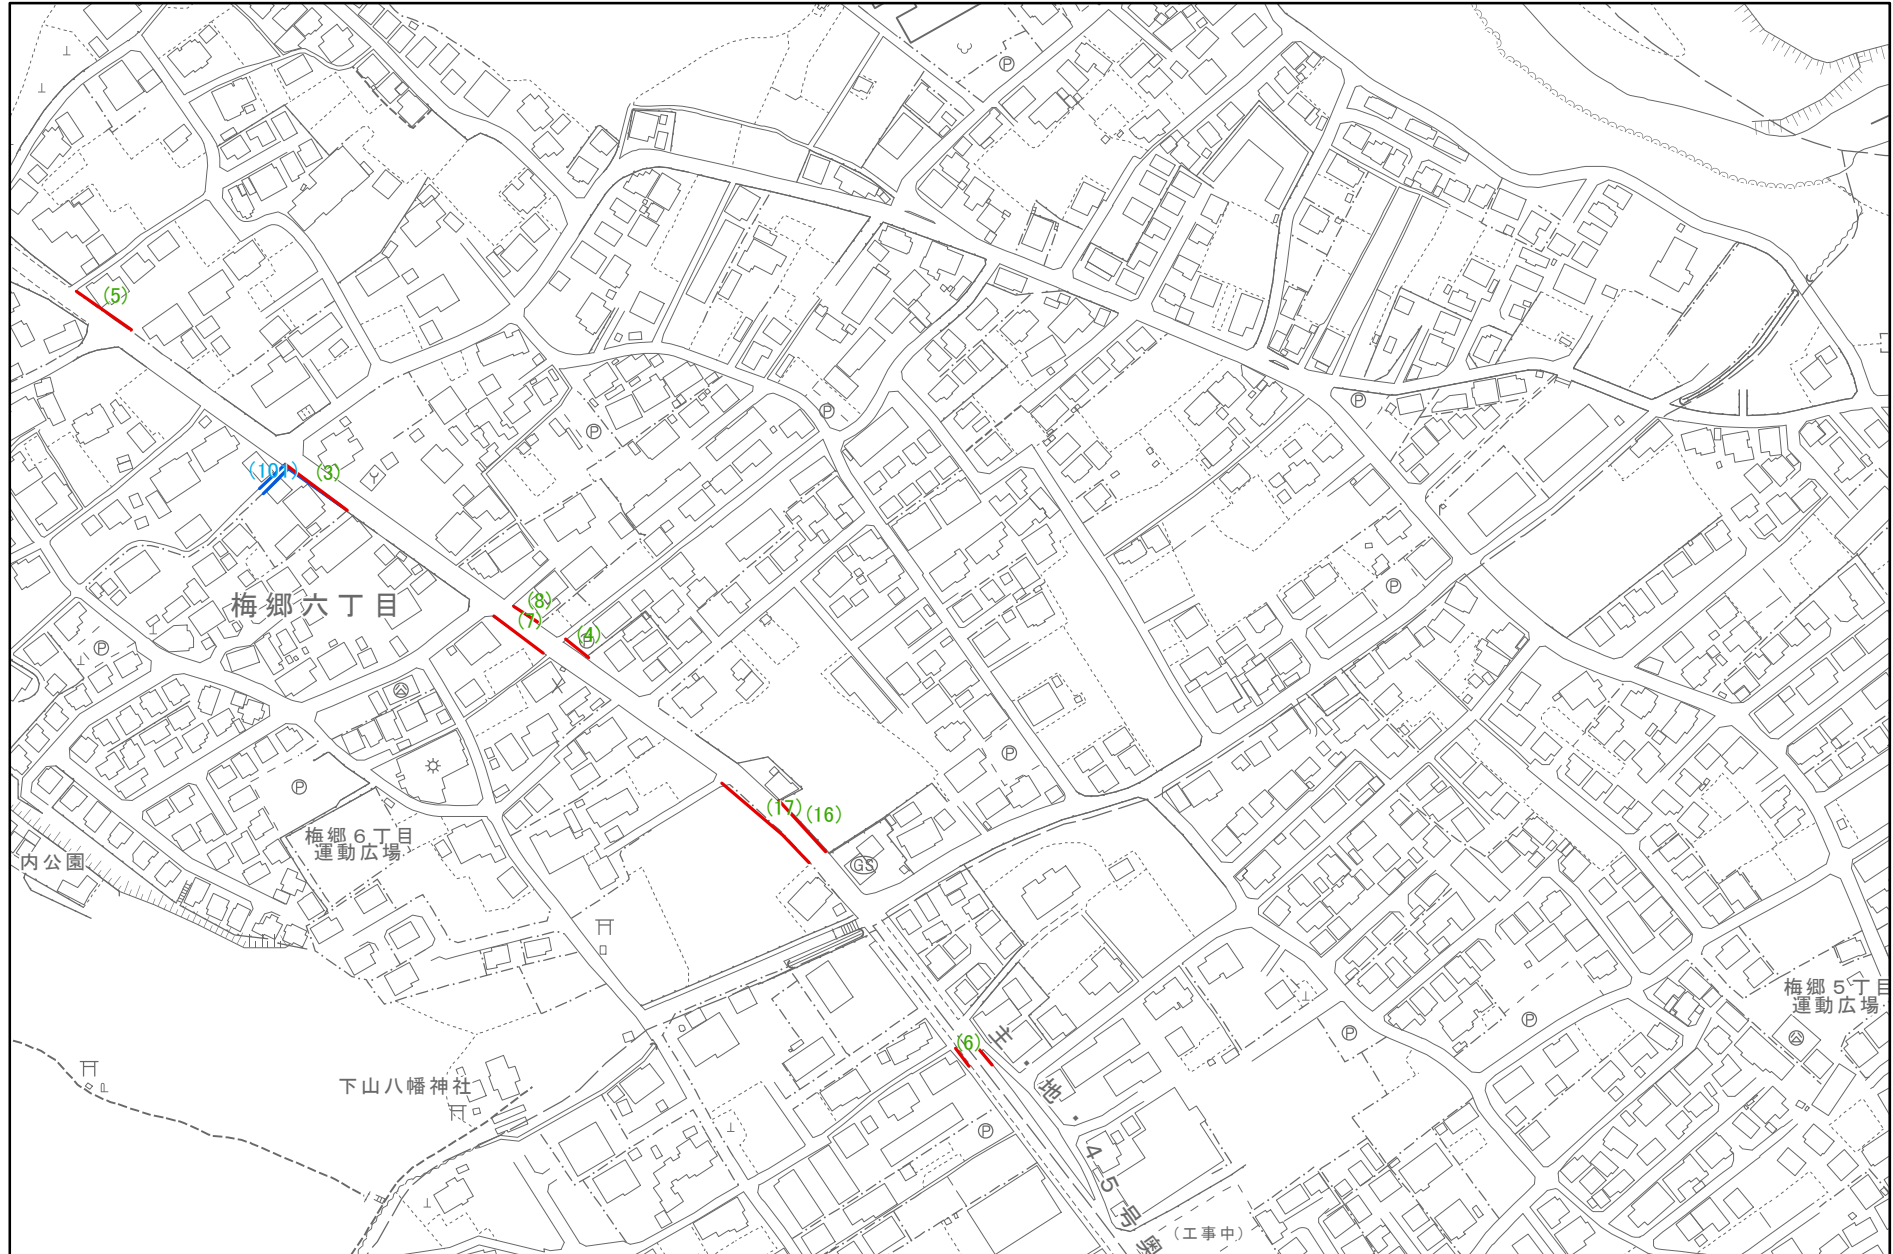 (5)
(101)
(3)
梅郷六丁目
(8)
(7)
(4)
(17)
(16)
GS
梅郷６丁目
運動広場
内公園
梅郷５丁目
運動広場
(6)
下山八幡神社
主・地・45号奥
(工事中)
P
P
P
P
P
P
P
P
P
P
P
P